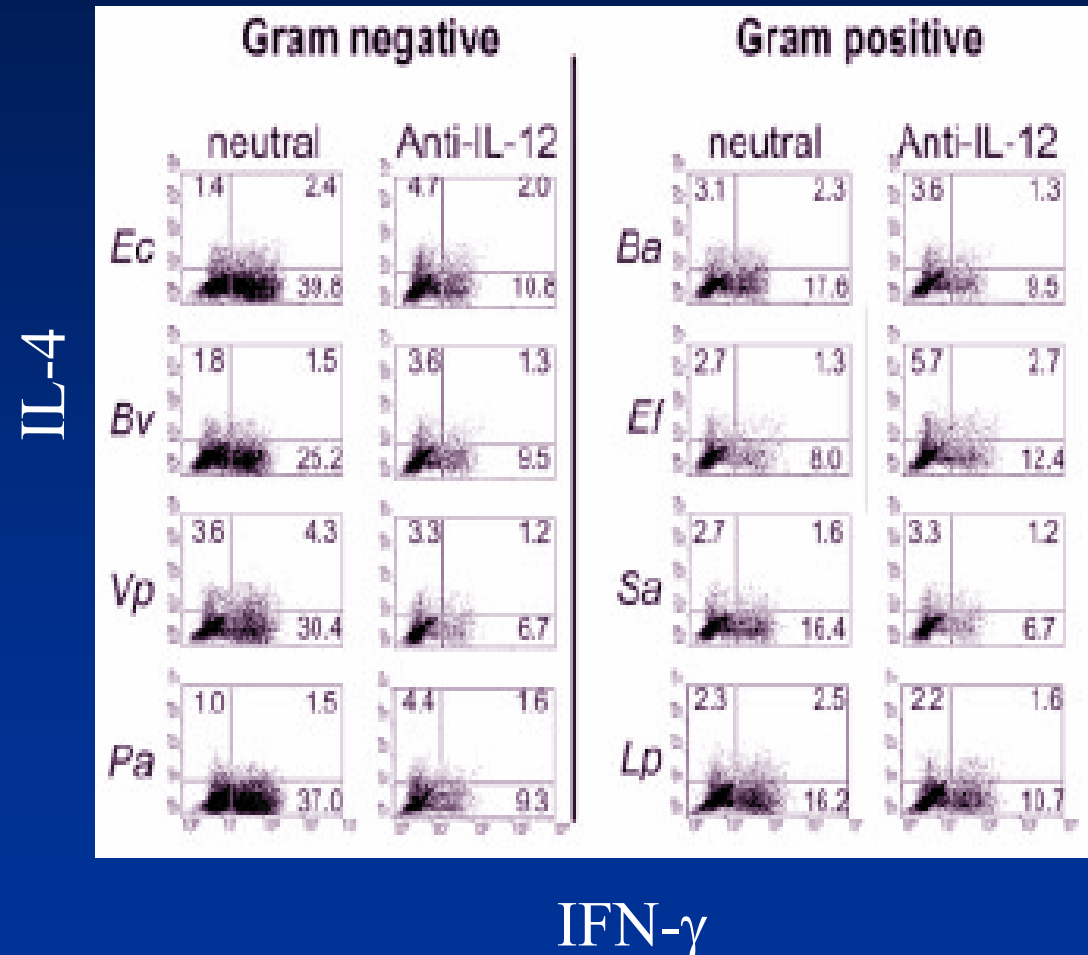 Gram negative
Gram positive
neutral Anti-IL-12 neutral Anti-IL-12
Ec 1.4 2.4 39.8 4.7 2.0 10.8
Ba 3.1 2.3 17.6 3.6 1.3 9.5
Bv 1.8 1.5 25.2 3.6 1.3 9.5
El 2.7 1.3 8.0 5.7 2.7 12.4
Vp 3.6 4.3 30.4 3.3 1.2 6.7
Sa 2.7 1.6 16.4 3.3 1.2 6.7
Pa 1.0 1.5 37.0 4.4 1.6 9.3
Lp 2.3 2.5 16.2 2.2 1.6 10.7
IL-4
IFN-γ